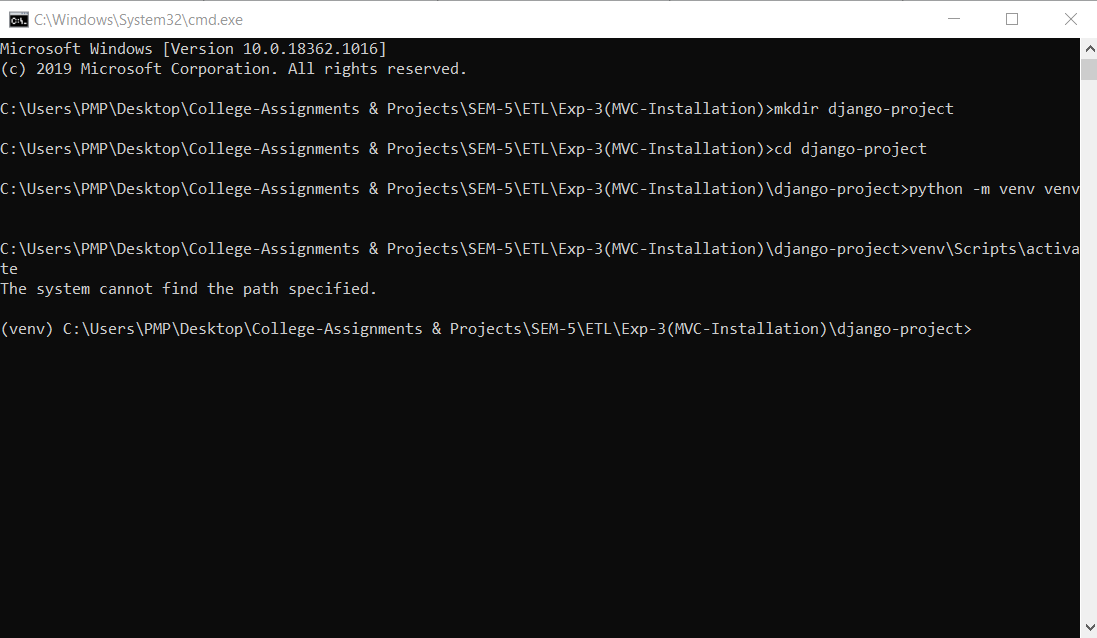 C:\Windows\System32\cmd.exe
Microsoft Windows [Version 10.0.18362.1016]
(c) 2019 Microsoft Corporation. All rights reserved.
C:\Users\PMP\Desktop\College-Assignments & Projects\SEM-5\ETL\Exp-3(MVC-Installation)>mkdir django-project
C:\Users\PMP\Desktop\College-Assignments & Projects\SEM-5\ETL\Exp-3(MVC-Installation)>cd django-project
C:\Users\PMP\Desktop\College-Assignments & Projects\SEM-5\ETL\Exp-3(MVC-Installation)\django-project>python -m venv venv
C:\Users\PMP\Desktop\College-Assignments & Projects\SEM-5\ETL\Exp-3(MVC-Installation)\django-project>venv\Scripts\activa
te
The system cannot find the path specified.
(venv) C:\Users\PMP\Desktop\College-Assignments & Projects\SEM-5\ETL\Exp-3(MVC-Installation)\django-project>